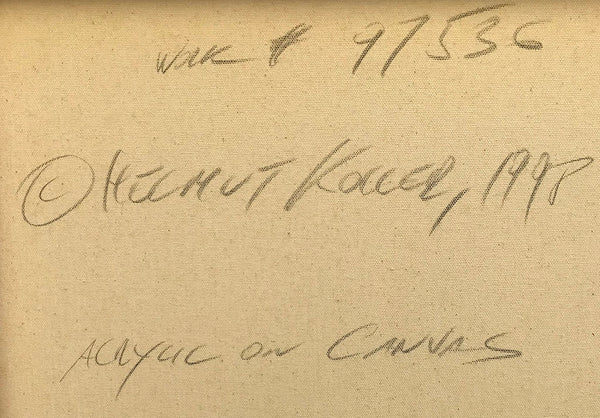 Work # 97536
© HELMUT KOLLER, 1998
ACRYLIC ON CANVAS